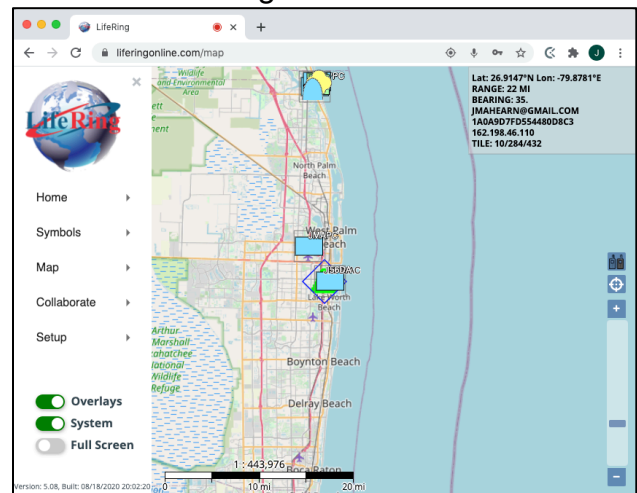 LifeRing
liferingonline.com/map
J
LifeRing
Home
Symbols
Map
Collaborate
Setup
Overlays
System
Full Screen
Version: 5.08, Built: 08/18/2020 20:02:20
Wildlife
and Environmental
Area
North Palm
Beach
West Palm
Beach
Lake Worth
Beach
Arthur
Marshall
National
Wildlife
Refuge
Boynton Beach
Delray Beach
Boca Raton
1 : 443,976
0 10 mi 20 mi
Lat: 26.9147°N Lon: -79.8781°E
RANGE: 22 MI
BEARING: 35.
JMAHEARN@GMAIL.COM
1A0A9D7FD554480D8C3
162.198.46.110
TILE: 10/284/432